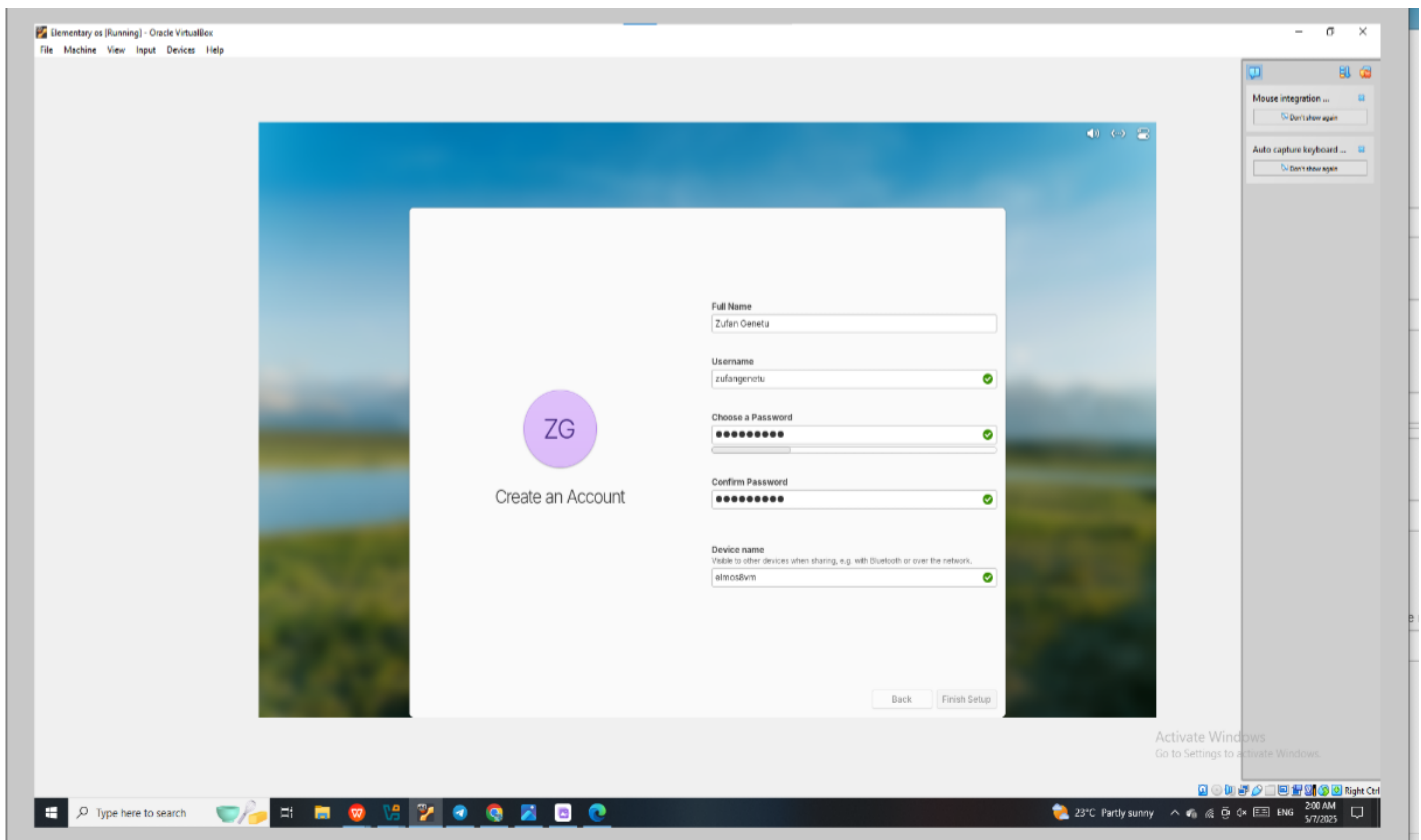 Elementary os [Running] - Oracle VirtualBox
File Machine View Input Devices Help
Mouse integration ...
Don't show again
Auto capture keyboard ...
Don't show again
Full Name
Zufan Genetu
Username
zufangenetu
Choose a Password
ZG
Create an Account
Confirm Password
Device name
Visible to other devices when sharing, e.g. with Bluetooth or over the network.
elmos8vm
Back Finish Setup
Activate Windows
Go to Settings to activate Windows.
Right Ctrl
Type here to search
23°C Partly sunny
ENG
2:00 AM
5/7/2025